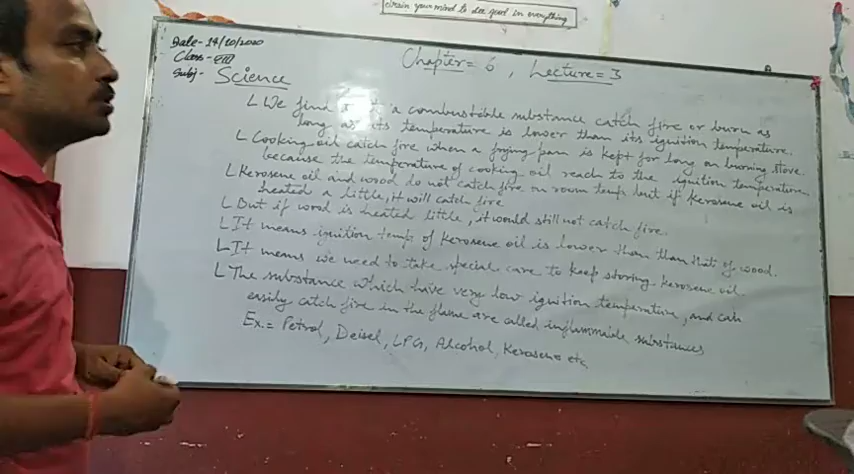 train your mind to see good in everything
Date- 14/10/2020
Class- VIII
Subj- Science
Chapter = 6, Lecture = 3
We find a combustible substance catch fire or burn as
long as its temperature is lower than its ignition temperature.
Cooking oil catch fire when a frying pan is kept for long on burning stove
because the temperature of cooking oil reach to the ignition temperature
Kerosene oil and wood do not catch fire on room temp. but if kerosene oil is
heated a little, it will catch fire
But if wood is heated little, it would still not catch fire.
It means ignition temp. of kerosene oil is lower than than that of wood.
It means we need to take special care to keep storing kerosene oil.
The substance which have very low ignition temperature, and can
easily catch fire in the flame are called inflammable substances
Ex.= Petrol, Deisel, LPG, Alcohol, Kerosene etc